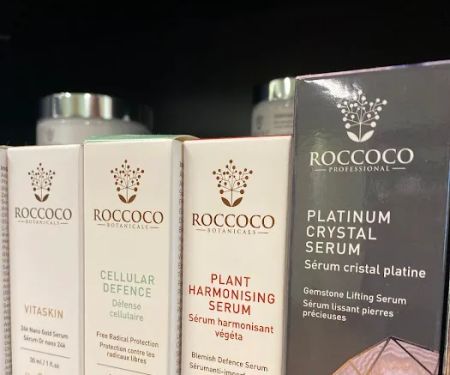 ROCCOCO
BOTANICALS
VITASKIN
24k Nano Gold Serum
Sérum Or nano 24k
30 ml / 1 fl
ROCCOCO
BOTANICALS
CELLULAR
DEFENCE
Défense
cellulaire
Free Radical Protection
Protection contre les
radicaux libres
ROCCOCO
BOTANICALS
PLANT
HARMONISING
SERUM
Sérum harmonisant
végéta
Blemish Defence Serum
ROCCOCO
PROFESSIONAL
PLATINUM
CRYSTAL
SERUM
Sérum cristal platine
Gemstone Lifting Serum
Sérum lissant pierres
précieuses